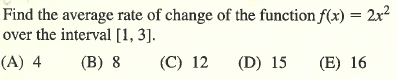 Find the average rate of change of the function f(x) = 2x²
over the interval [1, 3].
(A) 4 (B) 8 (C) 12 (D) 15 (E) 16